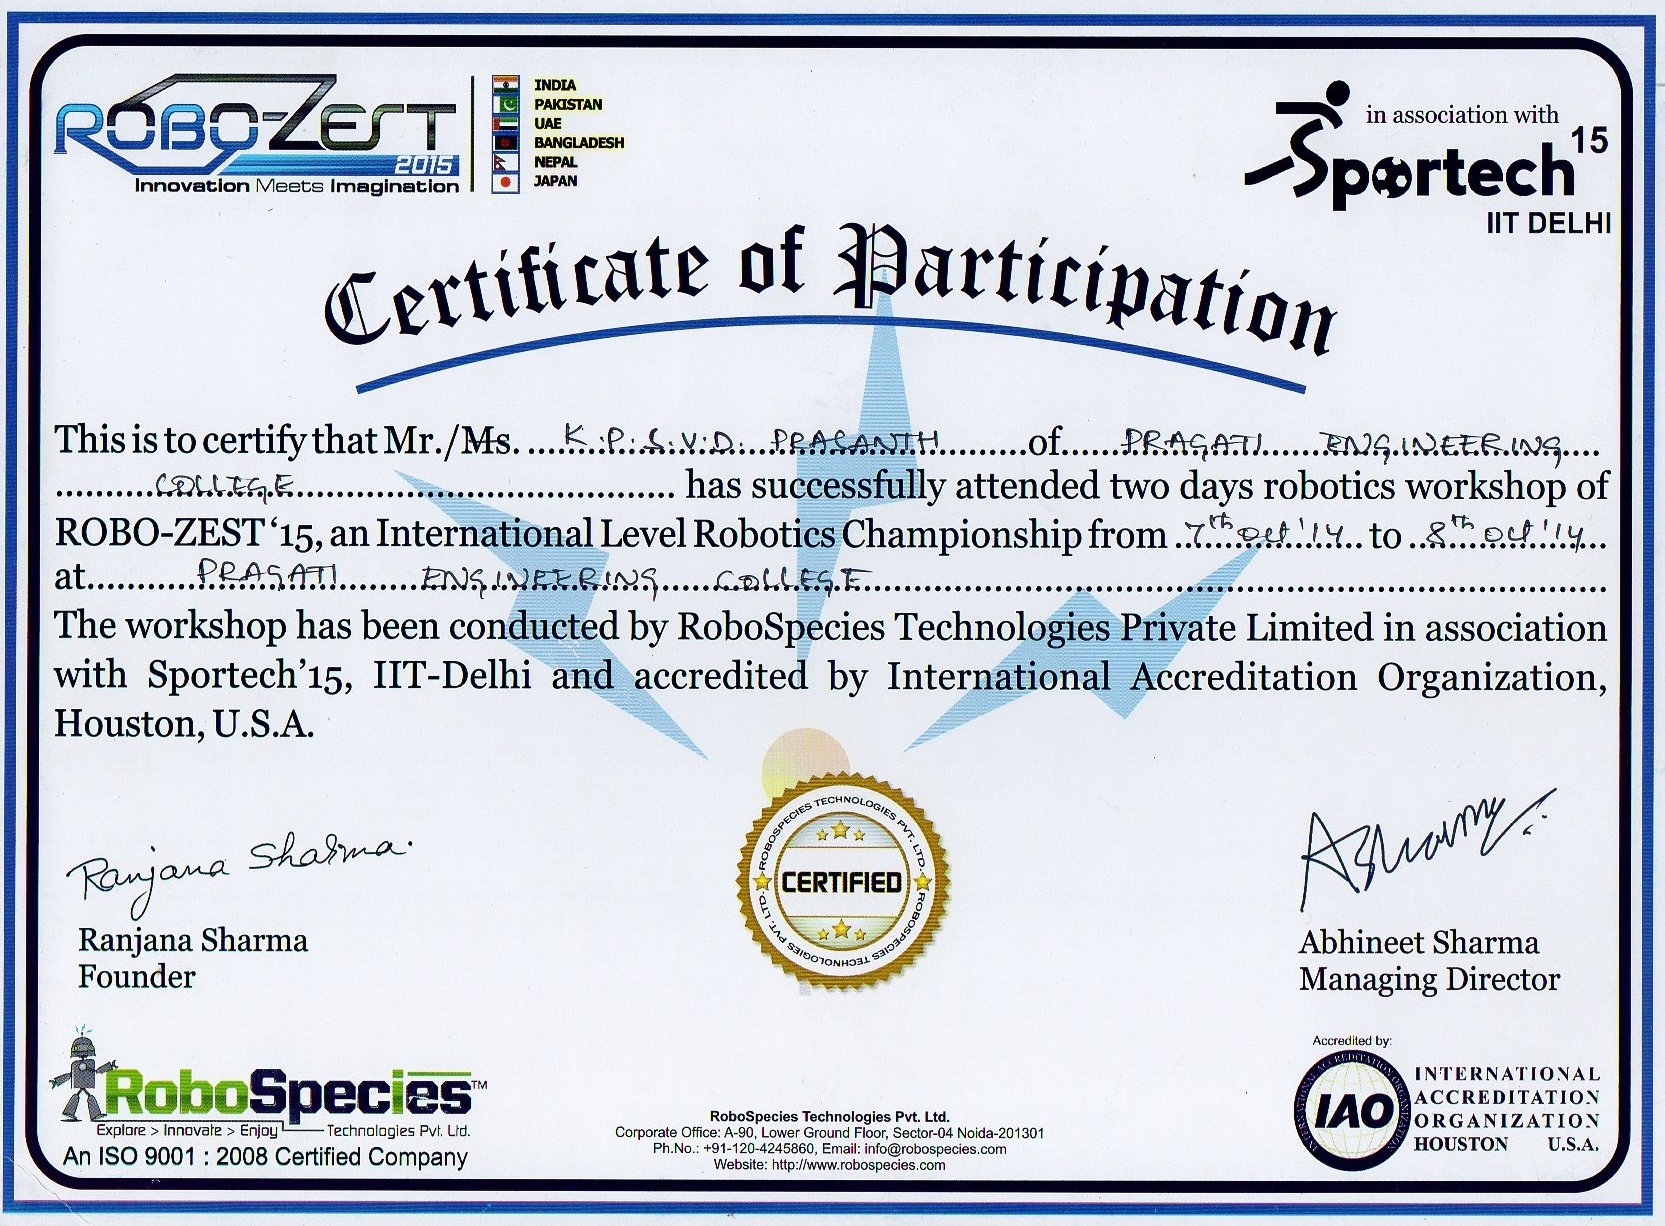 ROBO-ZEST
2015
Innovation Meets Imagination
INDIA
PAKISTAN
UAE
BANGLADESH
NEPAL
JAPAN
in association with
Sportech 15
IIT DELHI
Certificate of Participation
This is to certify that Mr./Ms. K.P.S.V.D. PRASANTH of PRAGATI ENGINEERING
COLLEGE has successfully attended two days robotics workshop of
ROBO-ZEST‘15, an International Level Robotics Championship from 7th Oct '14 to 8th Oct '14
at PRAGATI ENGINEERING COLLEGE
The workshop has been conducted by RoboSpecies Technologies Private Limited in association
with Sportech’15, IIT-Delhi and accredited by International Accreditation Organization,
Houston, U.S.A.
ROBOSPECIES TECHNOLOGIES PVT. LTD.
CERTIFIED
ROBOSPECIES TECHNOLOGIES PVT. LTD.
Ranjana Sharma.
ASharma
Ranjana Sharma
Founder
Abhineet Sharma
Managing Director
RoboSpecies™
Explore > Innovate > Enjoy Technologies Pvt. Ltd.
An ISO 9001 : 2008 Certified Company
RoboSpecies Technologies Pvt. Ltd.
Corporate Office: A-90, Lower Ground Floor, Sector-04 Noida-201301
Ph.No.: +91-120-4245860, Email: info@robospecies.com
Website: http://www.robospecies.com
Accredited by:
INTERNATIONAL ACCREDITATION ORGANIZATION
IAO
INTERNATIONAL
ACCREDITATION
ORGANIZATION
HOUSTON U.S.A.